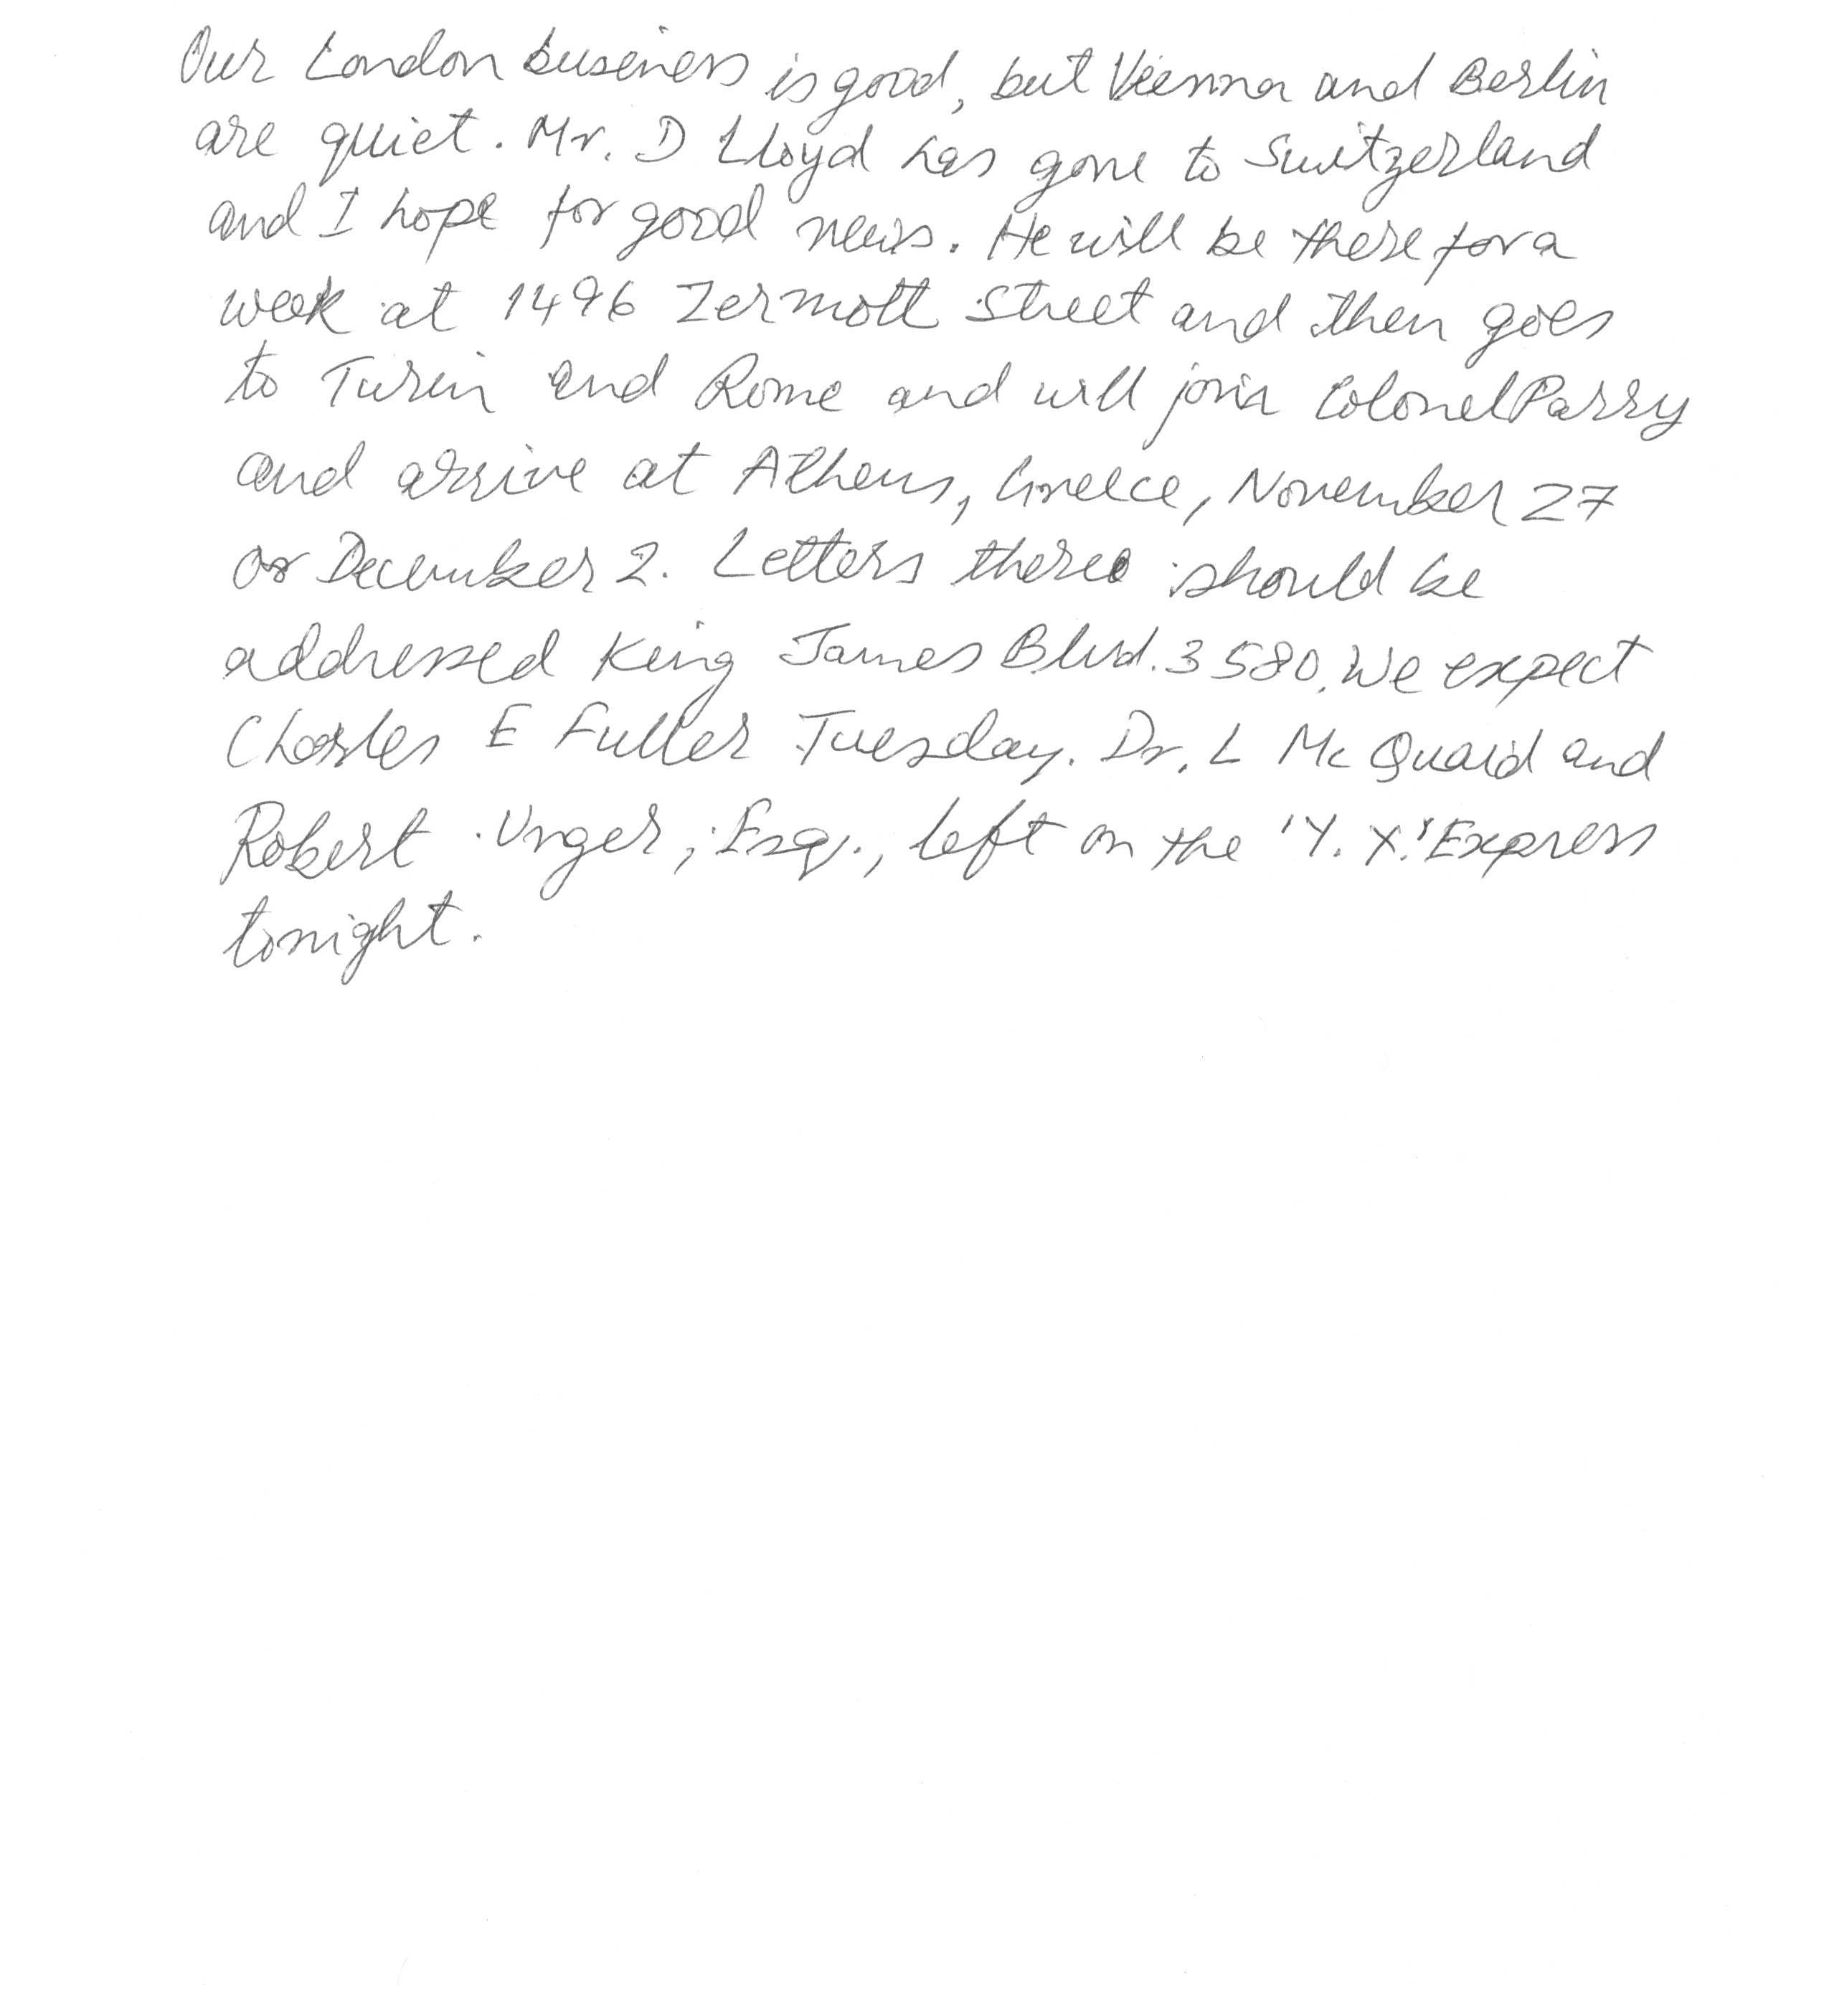 Our London business is good, but Vienna and Berlin
are quiet. Mr. D Lloyd has gone to Switzerland
and I hope for good news. He will be there for a
week at 1496 Zermott street and then goes
to Turin and Rome and will join Colonel Parry
and arrive at Athens, Greece, November 27
or December 2. Letters there should be
addressed King James Blvd. 3580. We expect
Charles E Fuller Tuesday. Dr. L Mc Quaid and
Robert Unger, Esq., left on the 'Y. X.' Express
tonight.